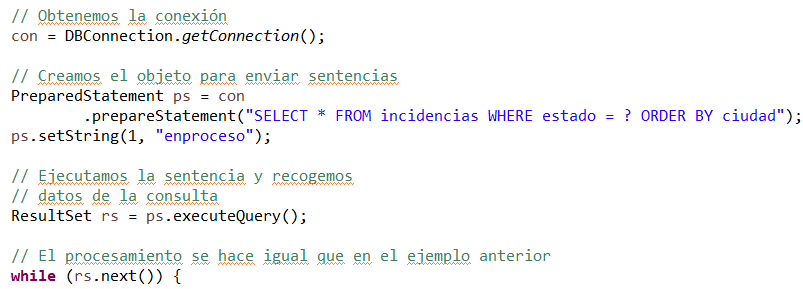 // Obtenemos la conexión
con = DBConnection.getConnection();
// Creamos el objeto para enviar sentencias
PreparedStatement ps = con
.prepareStatement("SELECT * FROM incidencias WHERE estado = ? ORDER BY ciudad");
ps.setString(1, "enproceso");
// Ejecutamos la sentencia y recogemos
// datos de la consulta
ResultSet rs = ps.executeQuery();
// El procesamiento se hace igual que en el ejemplo anterior
while (rs.next()) {